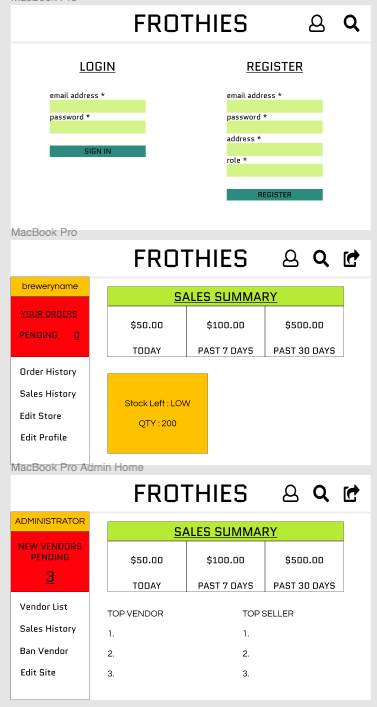 MacBook Pro
FROTHIES
LOGIN
REGISTER
email address *
password *
SIGN IN
email address *
password *
address *
role *
REGISTER
MacBook Pro
FROTHIES
breweryname
YOUR ORDERS
PENDING 0
Order History
Sales History
Edit Store
Edit Profile
SALES SUMMARY
$50.00 $100.00 $500.00
TODAY PAST 7 DAYS PAST 30 DAYS
Stock Left : LOW
QTY : 200
MacBook Pro Admin Home
FROTHIES
ADMINISTRATOR
NEW VENDORS
PENDING
3
Vendor List
Sales History
Ban Vendor
Edit Site
SALES SUMMARY
$50.00 $100.00 $500.00
TODAY PAST 7 DAYS PAST 30 DAYS
TOP VENDOR
1.
2.
3.
TOP SELLER
1.
2.
3.